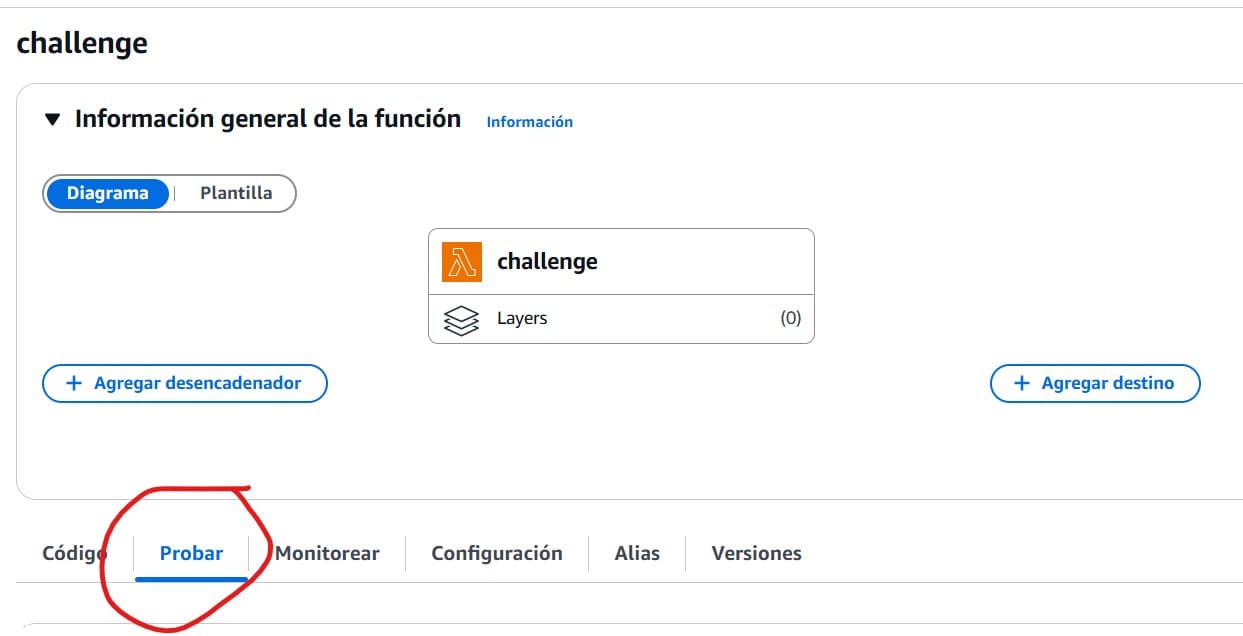 challenge
Información general de la función Información
Diagrama Plantilla
challenge
Layers (0)
+ Agregar desencadenador + Agregar destino
Código Probar Monitorear Configuración Alias Versiones